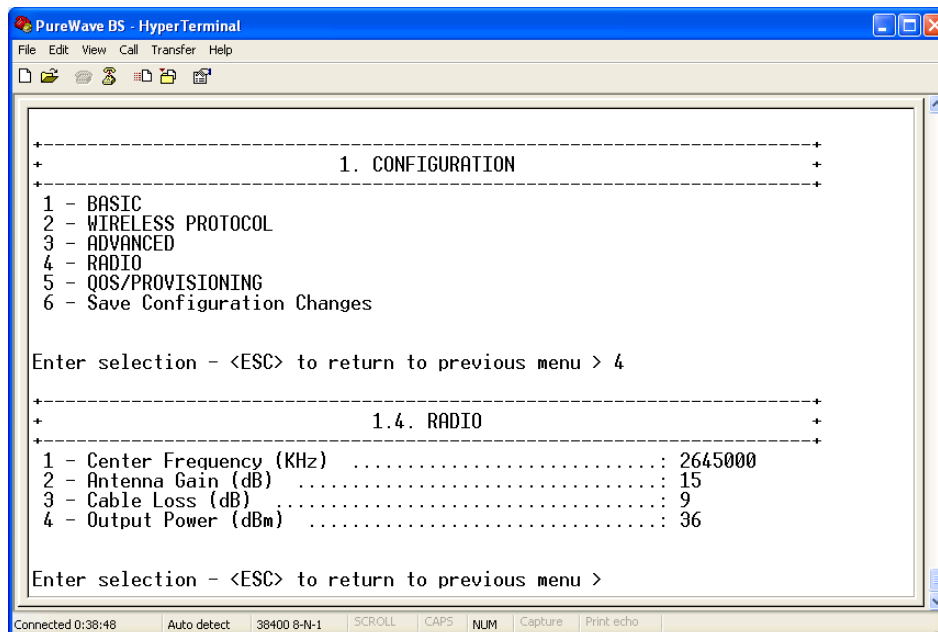 PureWave BS - HyperTerminal
File Edit View Call Transfer Help
+--------------------------------------------------------------------+
+ 1. CONFIGURATION +
+--------------------------------------------------------------------+
1 - BASIC
2 - WIRELESS PROTOCOL
3 - ADVANCED
4 - RADIO
5 - QOS/PROVISIONING
6 - Save Configuration Changes
Enter selection - <ESC> to return to previous menu > 4
+--------------------------------------------------------------------+
+ 1.4. RADIO +
+--------------------------------------------------------------------+
1 - Center Frequency (KHz) ............................: 2645000
2 - Antenna Gain (dB) .................................: 15
3 - Cable Loss (dB) ...................................: 9
4 - Output Power (dBm) ................................: 36
Enter selection - <ESC> to return to previous menu >
Connected 0:38:48 Auto detect 38400 8-N-1 SCROLL CAPS NUM Capture Print echo